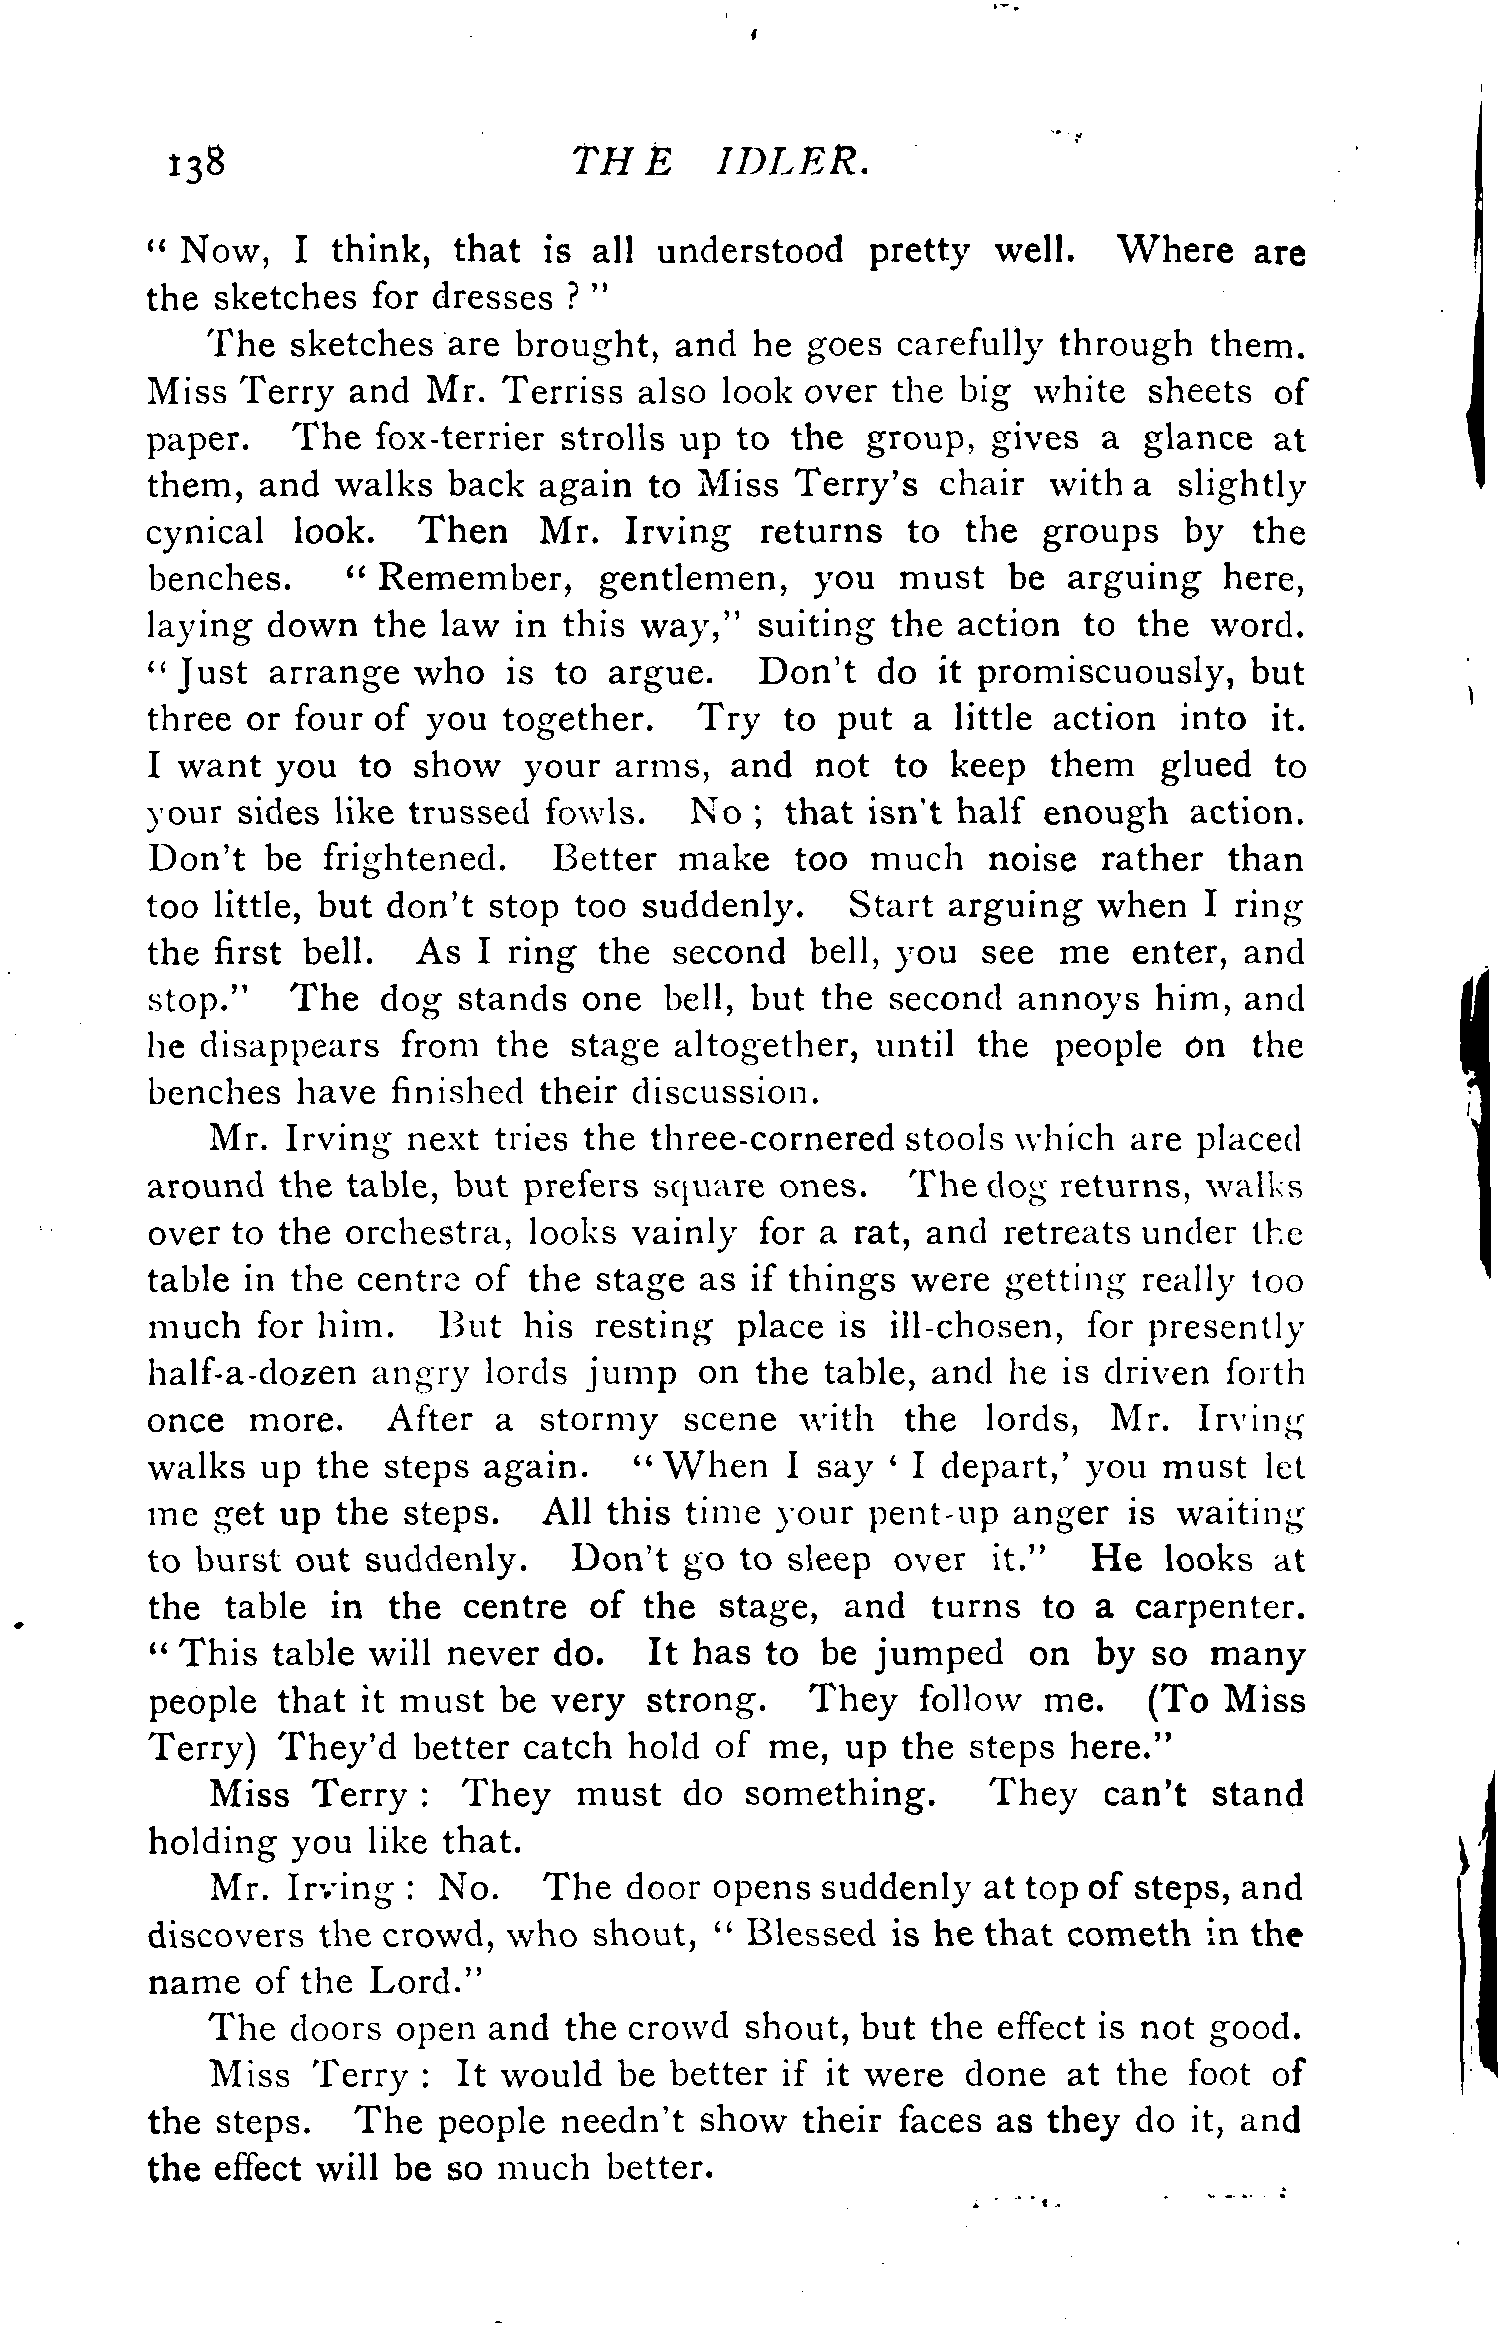 138 THE IDLER.
" Now, I think, that is all understood pretty well. Where are
the sketches for dresses ? "
The sketches are brought, and he goes carefully through them.
Miss Terry and Mr. Terriss also look over the big white sheets of
paper. The fox-terrier strolls up to the group, gives a glance at
them, and walks back again to Miss Terry's chair with a slightly
cynical look. Then Mr. Irving returns to the groups by the
benches. " Remember, gentlemen, you must be arguing here,
laying down the law in this way," suiting the action to the word.
" Just arrange who is to argue. Don't do it promiscuously, but
three or four of you together. Try to put a little action into it.
I want you to show your arms, and not to keep them glued to
your sides like trussed fowls. No ; that isn't half enough action.
Don't be frightened. Better make too much noise rather than
too little, but don't stop too suddenly. Start arguing when I ring
the first bell. As I ring the second bell, you see me enter, and
stop." The dog stands one bell, but the second annoys him, and
he disappears from the stage altogether, until the people on the
benches have finished their discussion.
Mr. Irving next tries the three-cornered stools which are placed
around the table, but prefers square ones. The dog returns, walks
over to the orchestra, looks vainly for a rat, and retreats under the
table in the centre of the stage as if things were getting really too
much for him. But his resting place is ill-chosen, for presently
half-a-dozen angry lords jump on the table, and he is driven forth
once more. After a stormy scene with the lords, Mr. Irving
walks up the steps again. " When I say ‘ I depart,’ you must let
me get up the steps. All this time your pent-up anger is waiting
to burst out suddenly. Don't go to sleep over it." He looks at
the table in the centre of the stage, and turns to a carpenter.
" This table will never do. It has to be jumped on by so many
people that it must be very strong. They follow me. (To Miss
Terry) They'd better catch hold of me, up the steps here."
Miss Terry : They must do something. They can't stand
holding you like that.
Mr. Irving : No. The door opens suddenly at top of steps, and
discovers the crowd, who shout, " Blessed is he that cometh in the
name of the Lord."
The doors open and the crowd shout, but the effect is not good.
Miss Terry : It would be better if it were done at the foot of
the steps. The people needn't show their faces as they do it, and
the effect will be so much better.